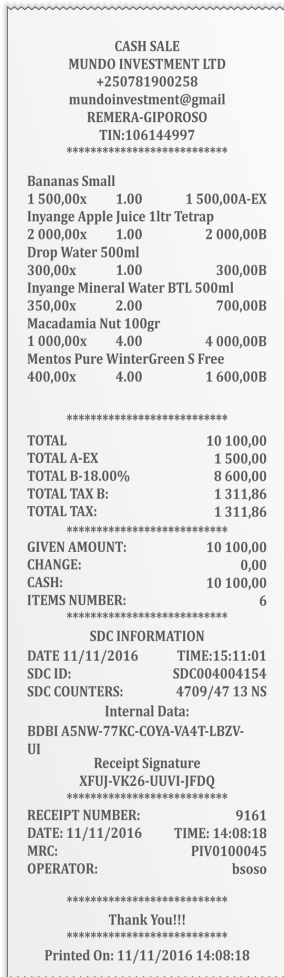 CASH SALE
MUNDO INVESTMENT LTD
+250781900258
mundoinvestment@gmail
REMERA-GIPOROSO
TIN:106144997
***************************
Bananas Small
1 500,00x 1.00 1 500,00A-EX
Inyange Apple Juice 1ltr Tetrap
2 000,00x 1.00 2 000,00B
Drop Water 500ml
300,00x 1.00 300,00B
Inyange Mineral Water BTL 500ml
350,00x 2.00 700,00B
Macadamia Nut 100gr
1 000,00x 4.00 4 000,00B
Mentos Pure WinterGreen S Free
400,00x 4.00 1 600,00B
***************************
TOTAL 10 100,00
TOTAL A-EX 1 500,00
TOTAL B-18.00% 8 600,00
TOTAL TAX B: 1 311,86
TOTAL TAX: 1 311,86
***************************
GIVEN AMOUNT: 10 100,00
CHANGE: 0,00
CASH: 10 100,00
ITEMS NUMBER: 6
***************************
SDC INFORMATION
DATE 11/11/2016 TIME:15:11:01
SDC ID: SDC004004154
SDC COUNTERS: 4709/47 13 NS
Internal Data:
BDBI A5NW-77KC-COYA-VA4T-LBZV-
UI
Receipt Signature
XFUJ-VK26-UUVI-JFDQ
***************************
RECEIPT NUMBER: 9161
DATE: 11/11/2016 TIME: 14:08:18
MRC: PIV0100045
OPERATOR: bsoso
***************************
Thank You!!!
***************************
Printed On: 11/11/2016 14:08:18